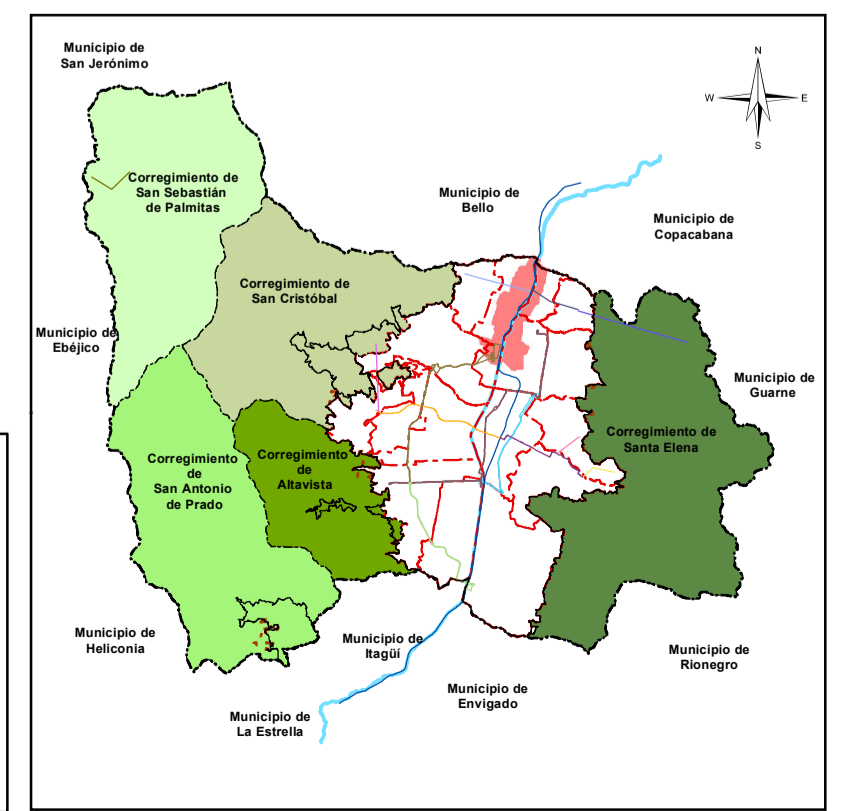 Municipio de
San Jerónimo
N
W
E
S
Corregimiento de
San Sebastián
de Palmitas
Municipio de
Bello
Municipio de
Copacabana
Corregimiento de
San Cristóbal
Municipio de
Ebéjico
Municipio de
Guarne
Corregimiento de
Santa Elena
Corregimiento
de
San Antonio
de Prado
Corregimiento
de
Altavista
Municipio de
Heliconia
Municipio de
Itagüí
Municipio de
Rionegro
Municipio de
Envigado
Municipio de
La Estrella